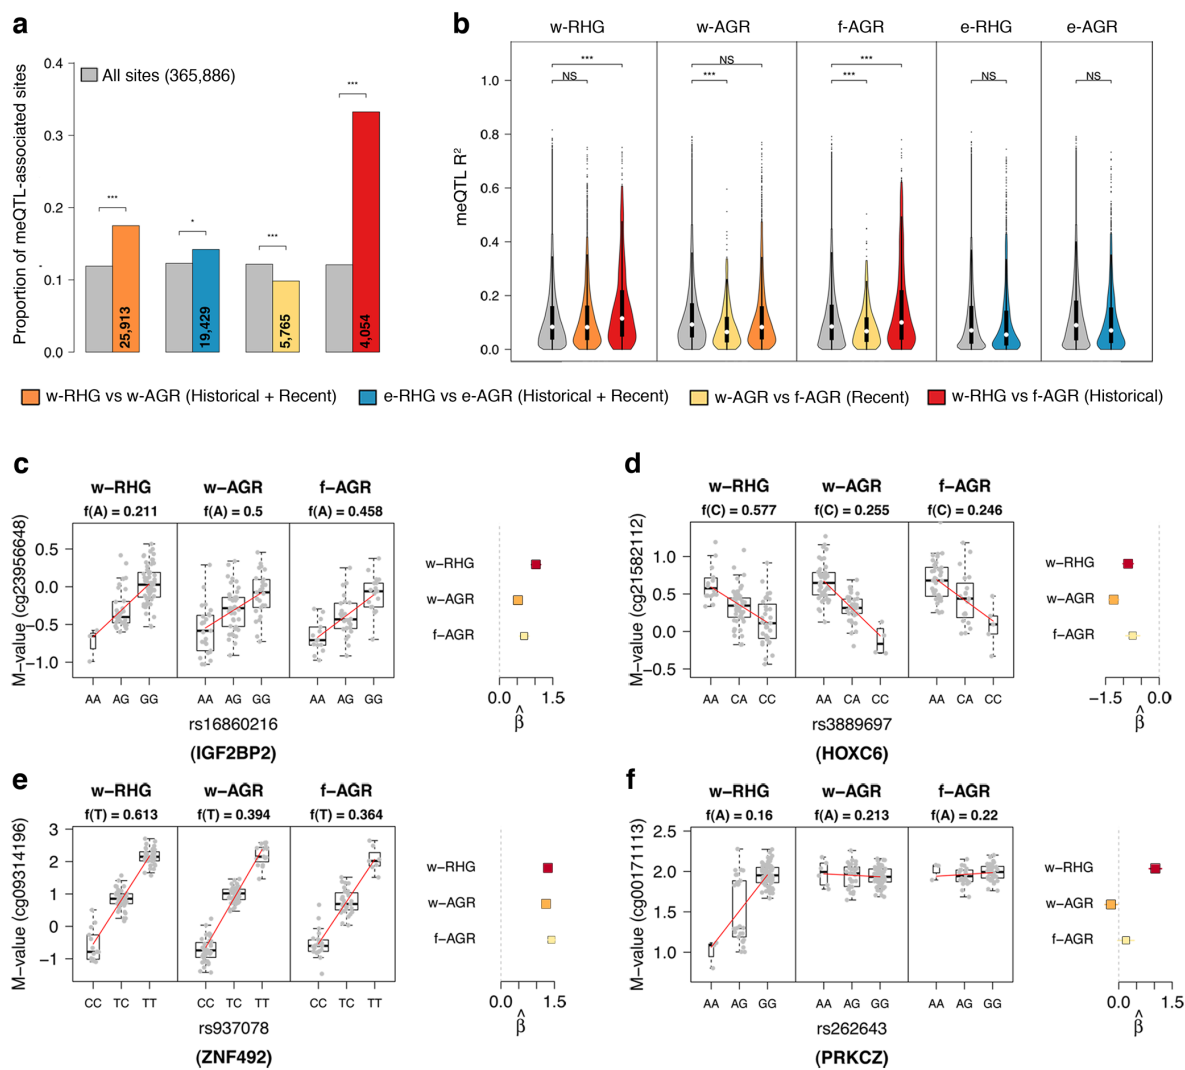 a
Proportion of meQTL-associated sites
0.4
0.3
0.2
0.1
0.0
All sites (365,886)
***
*
***
***
25,913
19,429
5,765
4,054
b
w-RHG w-AGR f-AGR e-RHG e-AGR
meQTL R²
1.0
0.8
0.6
0.4
0.2
0.0
*** NS
NS ***
*** ***
NS
NS
w-RHG vs w-AGR (Historical + Recent) e-RHG vs e-AGR (Historical + Recent) w-AGR vs f-AGR (Recent) w-RHG vs f-AGR (Historical)
c
w−RHG w−AGR f−AGR
f(A) = 0.211 f(A) = 0.5 f(A) = 0.458
M−value (cg23956648)
0.5
0.0
−0.5
−1.0
AA AG GG AA AG GG AA AG GG
rs16860216
(IGF2BP2)
w−RHG
w−AGR
f−AGR
0.0 1.5
β̂
d
w−RHG w−AGR f−AGR
f(C) = 0.577 f(C) = 0.255 f(C) = 0.246
M−value (cg21582112)
1.0
0.5
0.0
−0.5
AA CA CC AA CA CC AA CA CC
rs3889697
(HOXC6)
w−RHG
w−AGR
f−AGR
−1.5 0.0
β̂
e
w−RHG w−AGR f−AGR
f(T) = 0.613 f(T) = 0.394 f(T) = 0.364
M−value (cg09314196)
3
2
1
0
−1
CC TC TT CC TC TT CC TC TT
rs937078
(ZNF492)
w−RHG
w−AGR
f−AGR
0.0 1.5
β̂
f
w−RHG w−AGR f−AGR
f(A) = 0.16 f(A) = 0.213 f(A) = 0.22
M−value (cg00171113)
2.5
2.0
1.5
1.0
AA AG GG AA AG GG AA AG GG
rs262643
(PRKCZ)
w−RHG
w−AGR
f−AGR
0.0 1.5
β̂